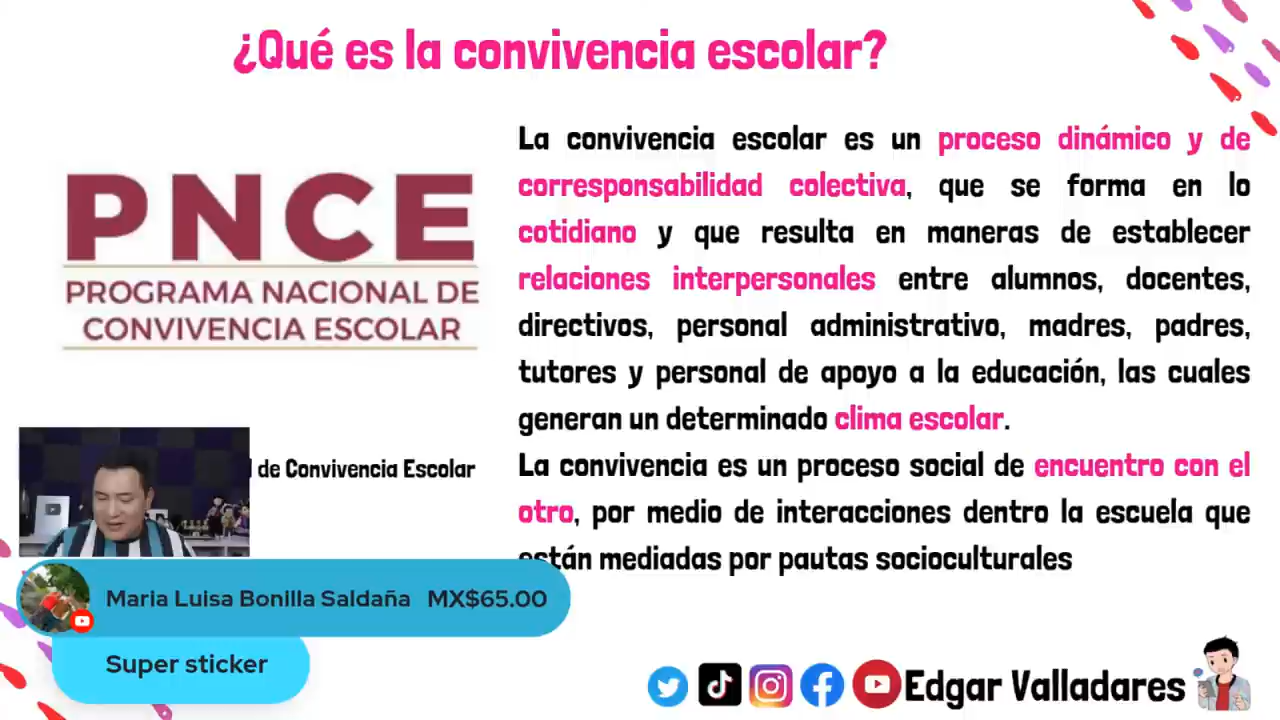 ¿Qué es la convivencia escolar?
PNCE
PROGRAMA NACIONAL DE
CONVIVENCIA ESCOLAR
La convivencia escolar es un proceso dinámico y de
corresponsabilidad colectiva, que se forma en lo
cotidiano y que resulta en maneras de establecer
relaciones interpersonales entre alumnos, docentes,
directivos, personal administrativo, madres, padres,
tutores y personal de apoyo a la educación, las cuales
generan un determinado clima escolar.
La convivencia es un proceso social de encuentro con el
otro, por medio de interacciones dentro la escuela que
están mediadas por pautas socioculturales
de Convivencia Escolar
Maria Luisa Bonilla Saldaña MX$65.00
Super sticker
Edgar Valladares